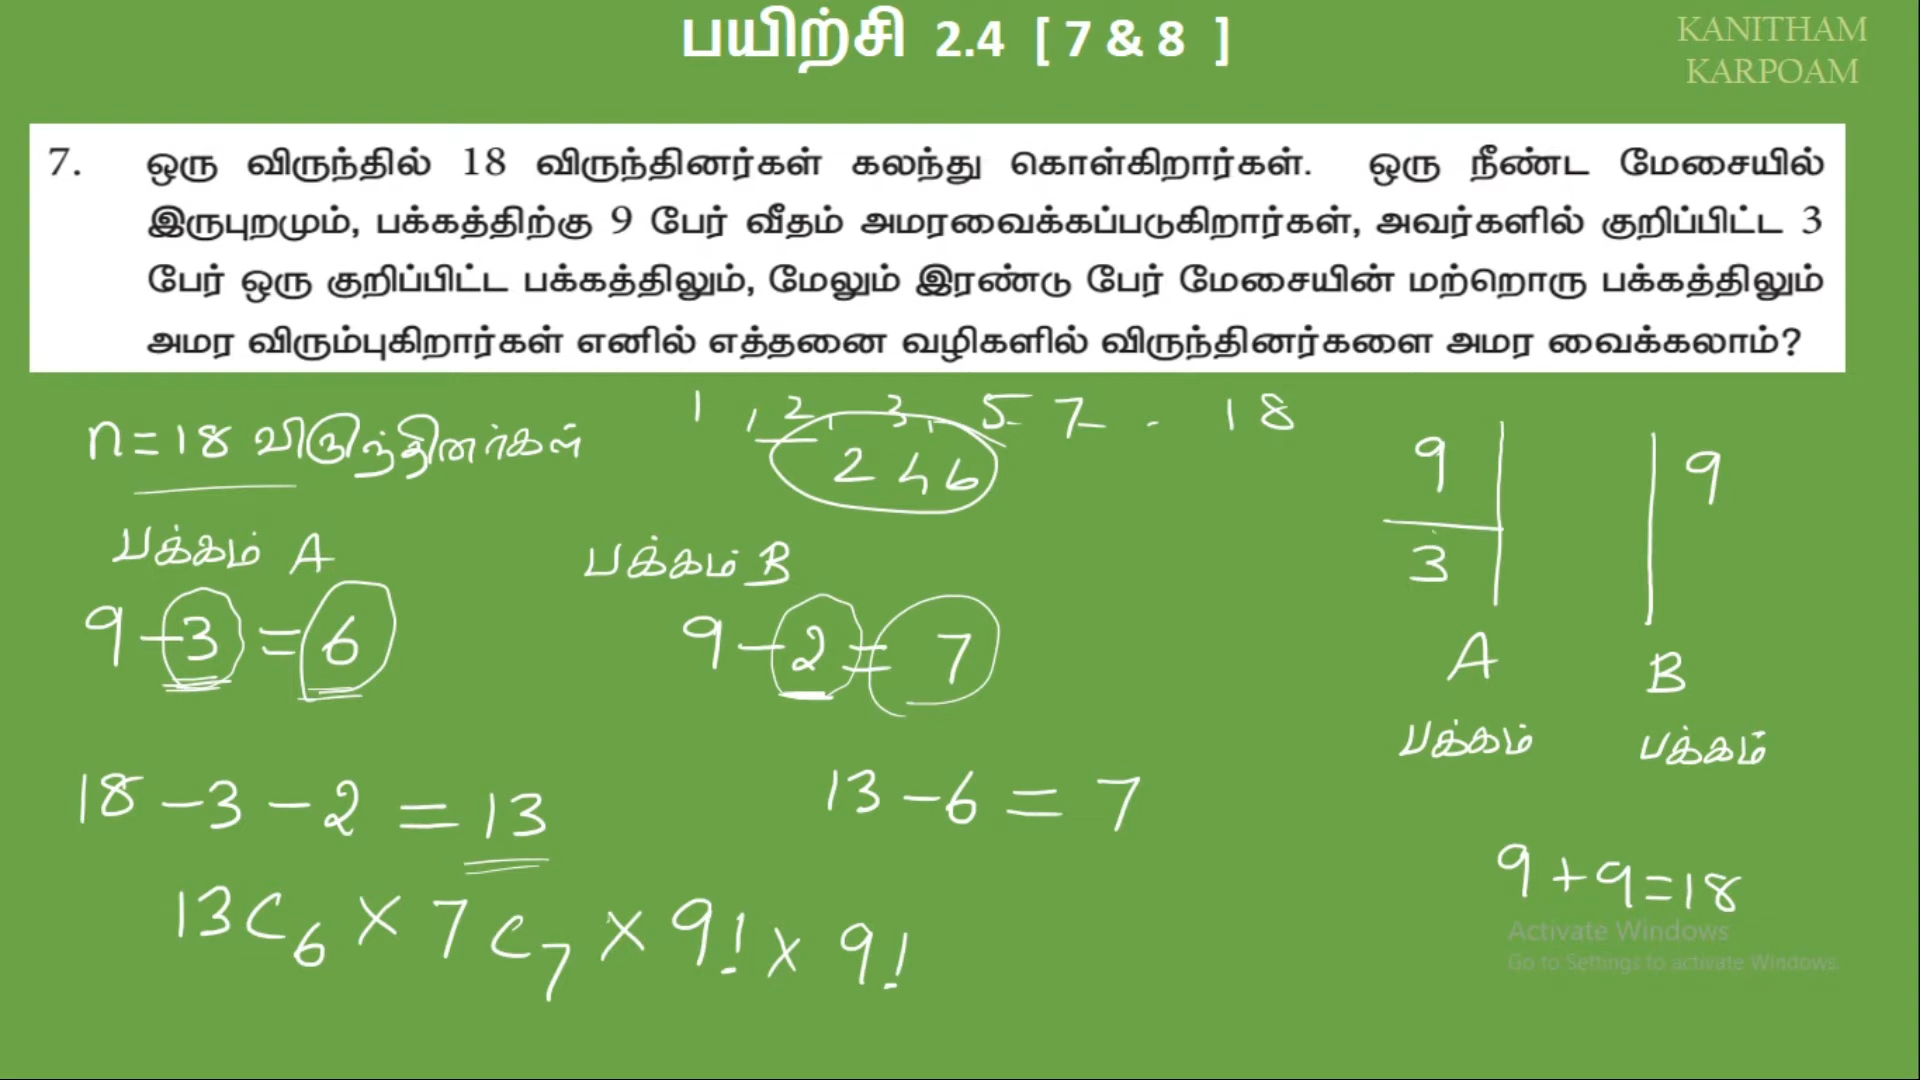 பயிற்சி 2.4 [ 7 & 8 ]
KANITHAM
KARPOAM
7. ஒரு விருந்தில் 18 விருந்தினர்கள் கலந்து கொள்கிறார்கள். ஒரு நீண்ட மேசையில்
இருபுறமும், பக்கத்திற்கு 9 பேர் வீதம் அமரவைக்கப்படுகிறார்கள், அவர்களில் குறிப்பிட்ட 3
பேர் ஒரு குறிப்பிட்ட பக்கத்திலும், மேலும் இரண்டு பேர் மேசையின் மற்றொரு பக்கத்திலும்
அமர விரும்புகிறார்கள் எனில் எத்தனை வழிகளில் விருந்தினர்களை அமர வைக்கலாம்?
1, 2, 3, 5 7 - 18
n = 18 விருந்தினர்கள்
2 4 6
9 9
3
பக்கம் A பக்கம் B
9 - 3 = 6 9 - 2 = 7
A B
பக்கம் பக்கம்
18 - 3 - 2 = 13 13 - 6 = 7
9 + 9 = 18
13C6 × 7C7 × 9! × 9!
Activate Windows
Go to Settings to activate Windows.